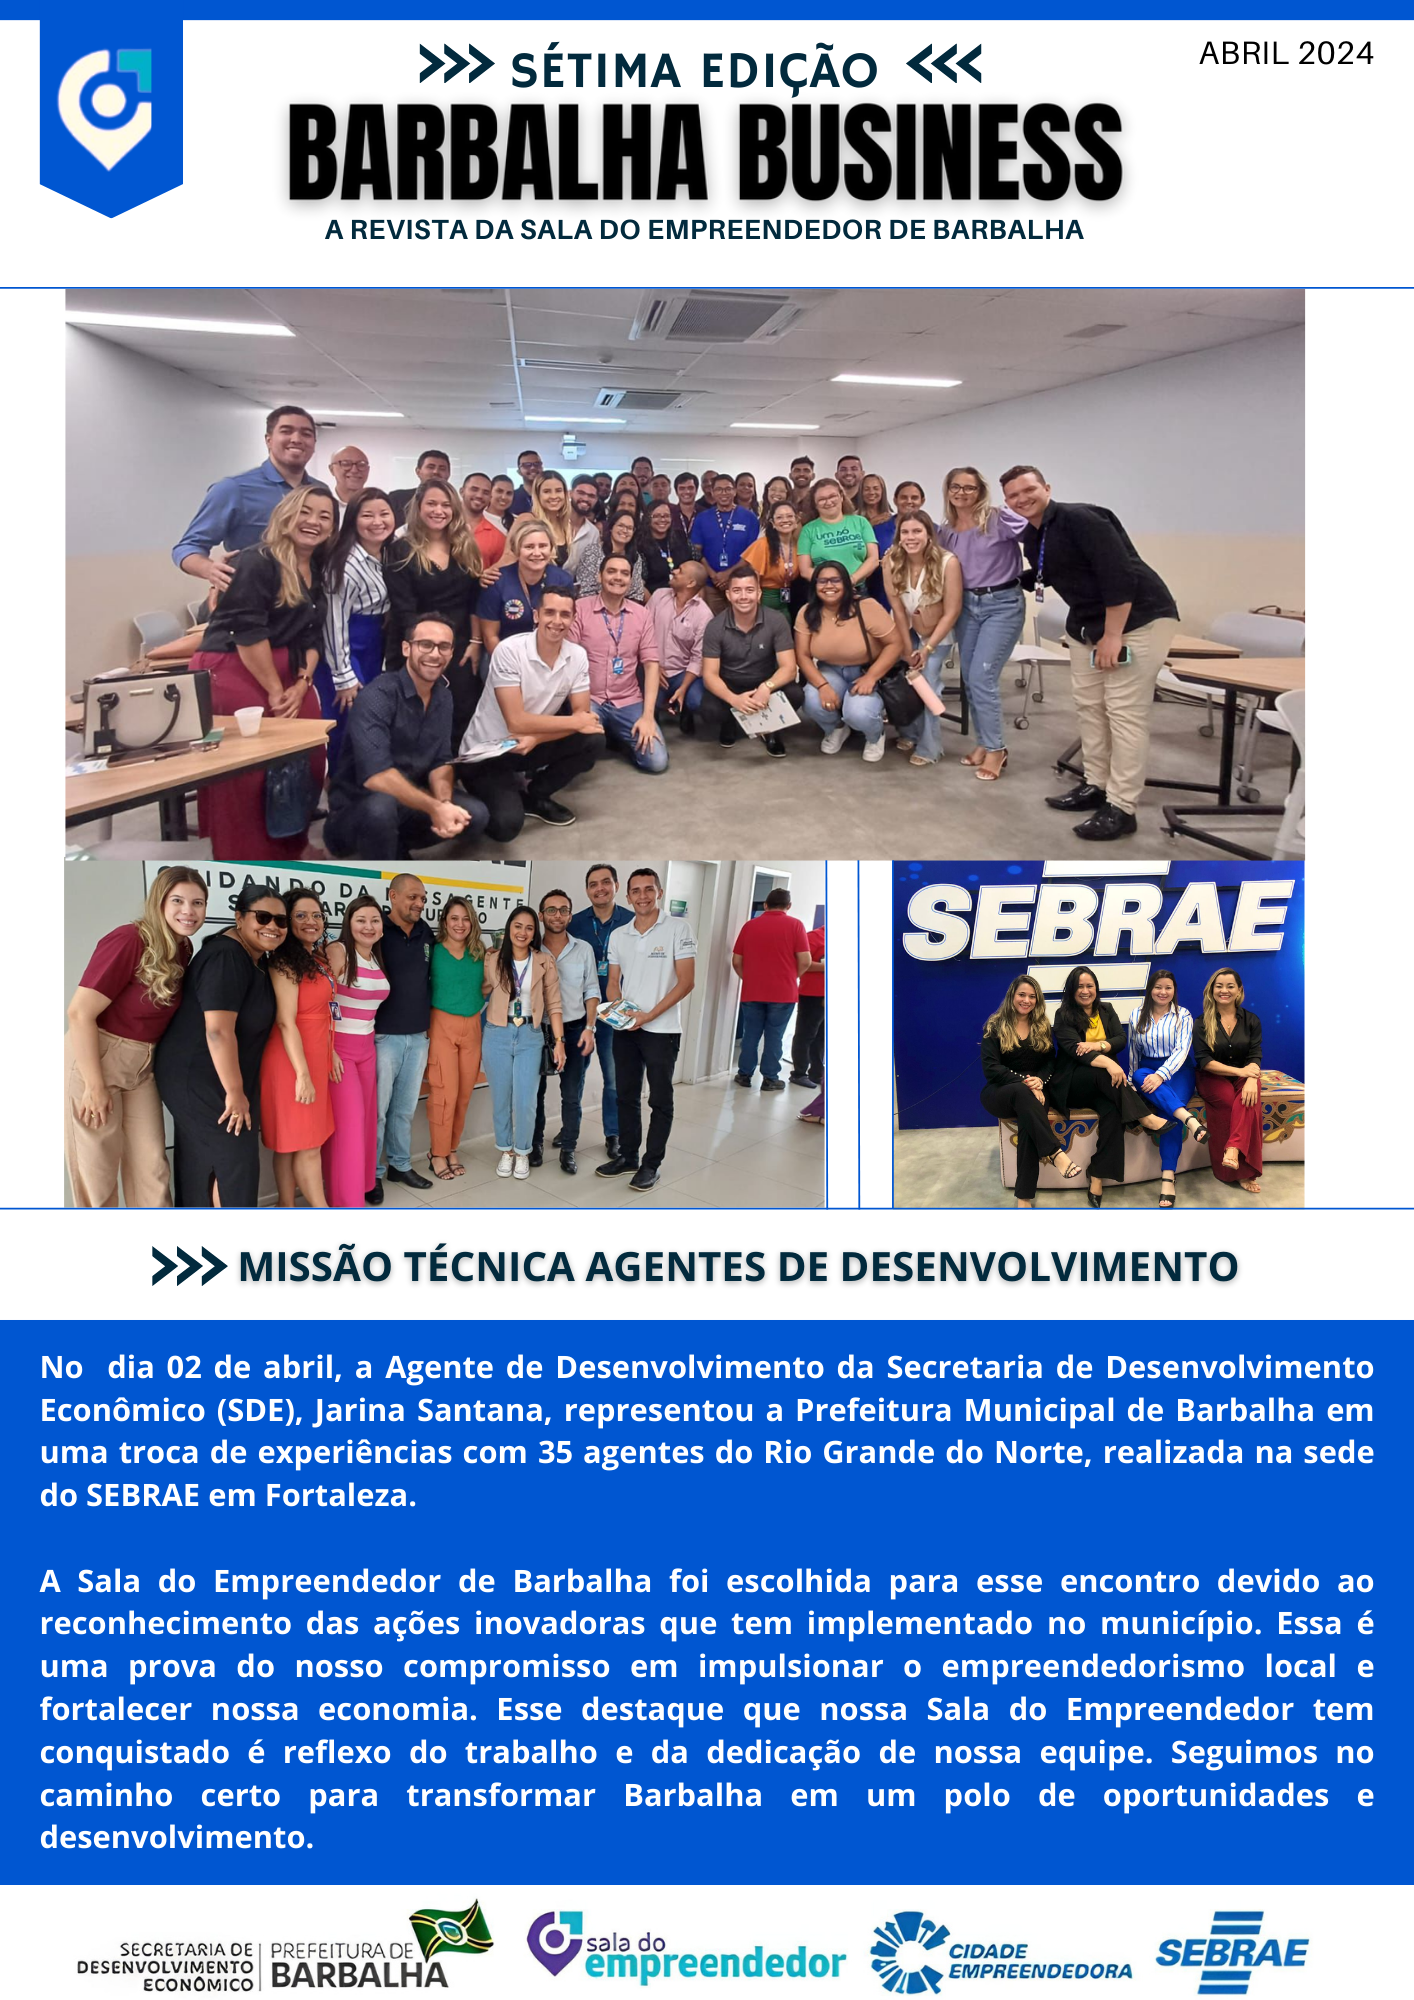 ABRIL 2024
>>> SÉTIMA EDIÇÃO <<<
BARBALHA BUSINESS
A REVISTA DA SALA DO EMPREENDEDOR DE BARBALHA
um só
SEBRAE
SEBRAE
>>> MISSÃO TÉCNICA AGENTES DE DESENVOLVIMENTO
No dia 02 de abril, a Agente de Desenvolvimento da Secretaria de Desenvolvimento
Econômico (SDE), Jarina Santana, representou a Prefeitura Municipal de Barbalha em
uma troca de experiências com 35 agentes do Rio Grande do Norte, realizada na sede
do SEBRAE em Fortaleza.
A Sala do Empreendedor de Barbalha foi escolhida para esse encontro devido ao
reconhecimento das ações inovadoras que tem implementado no município. Essa é
uma prova do nosso compromisso em impulsionar o empreendedorismo local e
fortalecer nossa economia. Esse destaque que nossa Sala do Empreendedor tem
conquistado é reflexo do trabalho e da dedicação de nossa equipe. Seguimos no
caminho certo para transformar Barbalha em um polo de oportunidades e
desenvolvimento.
SECRETARIA DE
DESENVOLVIMENTO
ECONÔMICO
PREFEITURA DE
BARBALHA
sala do
empreendedor
CIDADE
EMPREENDEDORA
SEBRAE